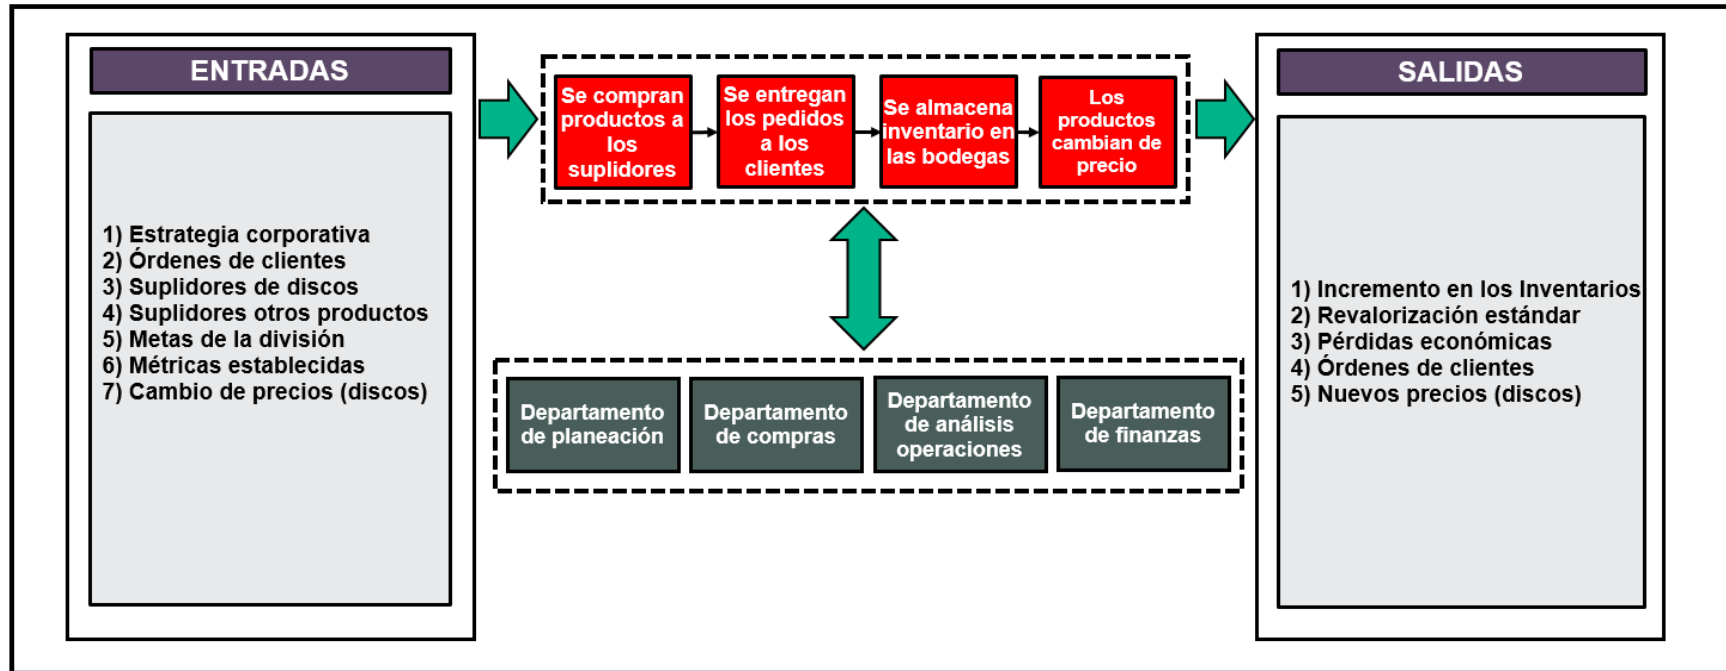 ENTRADAS
1) Estrategia corporativa
2) Órdenes de clientes
3) Suplidores de discos
4) Suplidores otros productos
5) Metas de la división
6) Métricas establecidas
7) Cambio de precios (discos)
Se compran
productos a
los
suplidores
Se entregan
los pedidos
a los
clientes
Se almacena
inventario en
las bodegas
Los
productos
cambian de
precio
Departamento
de planeación
Departamento
de compras
Departamento
de análisis
operaciones
Departamento
de finanzas
SALIDAS
1) Incremento en los Inventarios
2) Revalorización estándar
3) Pérdidas económicas
4) Órdenes de clientes
5) Nuevos precios (discos)